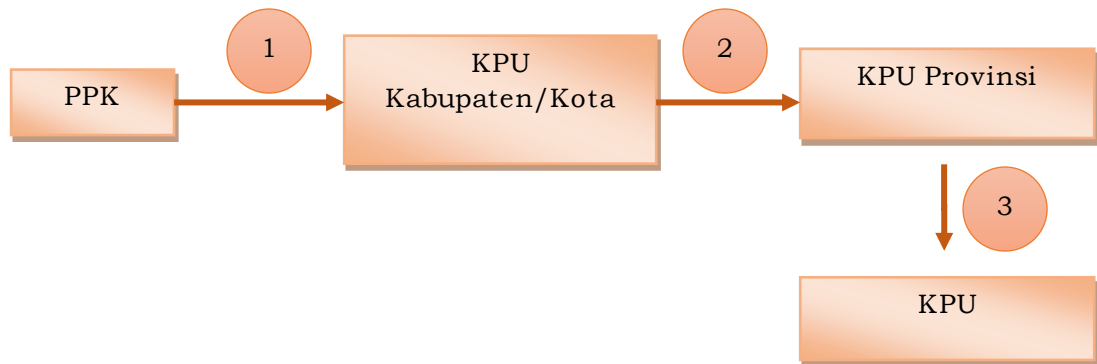 PPK
1
KPU
Kabupaten/Kota
2
KPU Provinsi
3
KPU